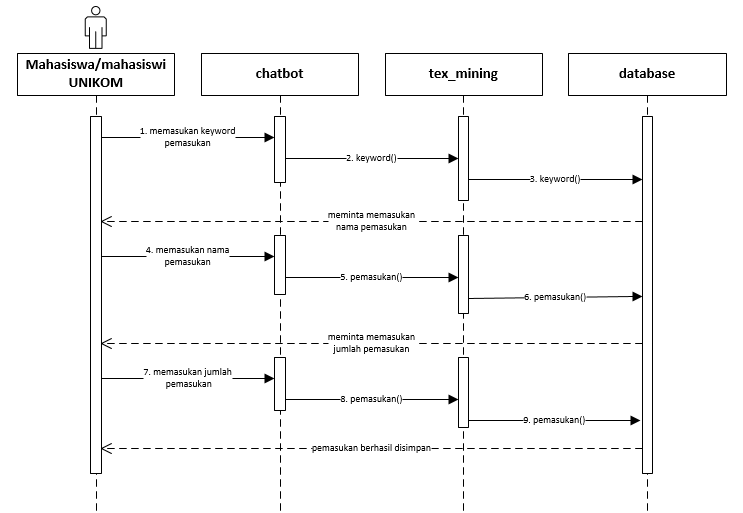 Mahasiswa/mahasiswi
UNIKOM
chatbot
tex_mining
database
1. memasukan keyword
pemasukan
2. keyword()
3. keyword()
meminta memasukan
nama pemasukan
4. memasukan nama
pemasukan
5. pemasukan()
6. pemasukan()
meminta memasukan
jumlah pemasukan
7. memasukan jumlah
pemasukan
8. pemasukan()
9. pemasukan()
pemasukan berhasil disimpan